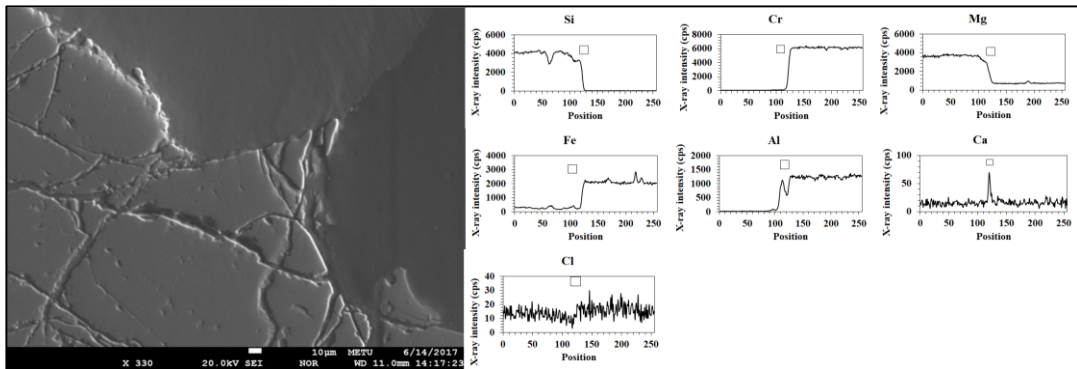 10µm METU 6/14/2017
X 330 20.0kV SEI NOR WD 11.0mm 14:17:23
Si
X-ray intensity (cps)
6000
4000
2000
0
0 50 100 150 200 250
Position
Cr
X-ray intensity (cps)
8000
6000
4000
2000
0
0 50 100 150 200 250
Position
Mg
X-ray intensity (cps)
6000
4000
2000
0
0 50 100 150 200 250
Position
Fe
X-ray intensity (cps)
4000
3000
2000
1000
0
0 50 100 150 200 250
Position
Al
X-ray intensity (cps)
2000
1500
1000
500
0
0 50 100 150 200 250
Position
Ca
X-ray intensity (cps)
100
50
0
0 50 100 150 200 250
Position
Cl
X-ray intensity (cps)
40
30
20
10
0
0 50 100 150 200 250
Position